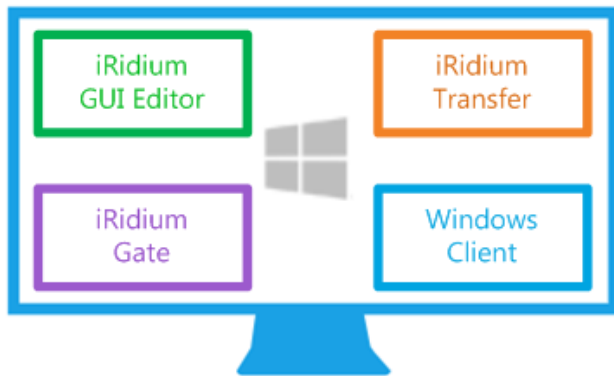 iRidium
GUI Editor
iRidium
Transfer
iRidium
Gate
Windows
Client